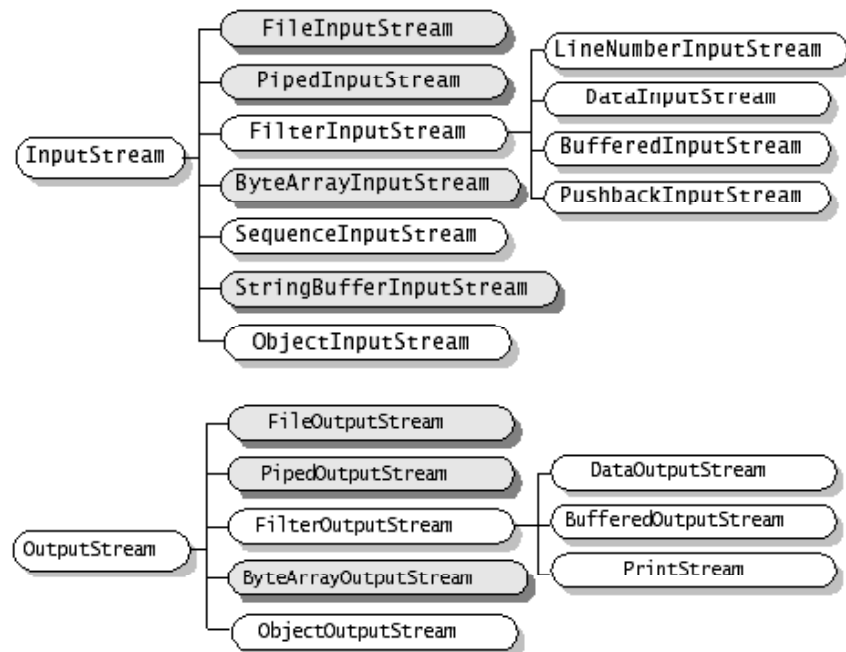 FileInputStream
LineNumberInputStream
PipedInputStream
DataInputStream
FilterInputStream
InputStream
BufferedInputStream
ByteArrayInputStream
PushbackInputStream
SequenceInputStream
StringBufferInputStream
ObjectInputStream
FileOutputStream
PipedOutputStream
DataOutputStream
FilterOutputStream
BufferedOutputStream
OutputStream
ByteArrayOutputStream
PrintStream
ObjectOutputStream